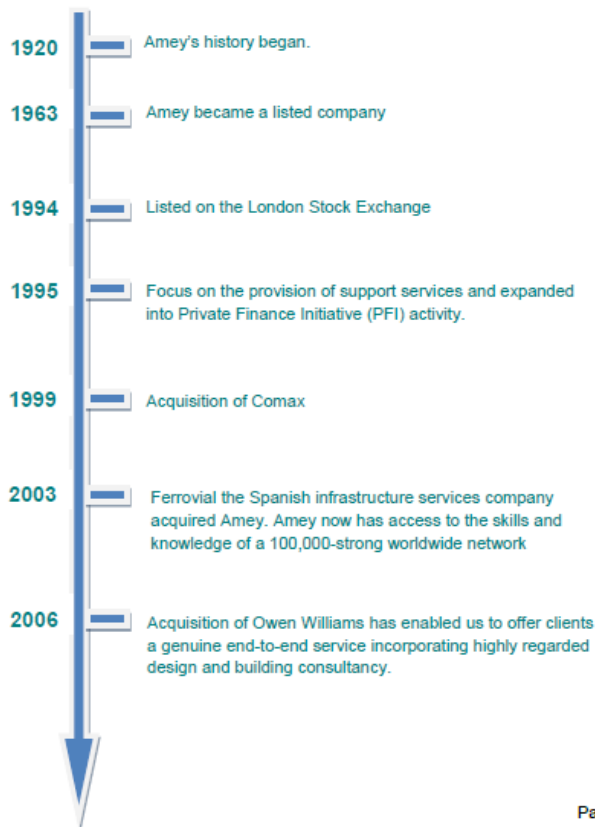 1920 Amey's history began.
1963 Amey became a listed company
1994 Listed on the London Stock Exchange
1995 Focus on the provision of support services and expanded
into Private Finance Initiative (PFI) activity.
1999 Acquisition of Comax
2003 Ferrovial the Spanish infrastructure services company
acquired Amey. Amey now has access to the skills and
knowledge of a 100,000-strong worldwide network
2006 Acquisition of Owen Williams has enabled us to offer clients
a genuine end-to-end service incorporating highly regarded
design and building consultancy.
Pa